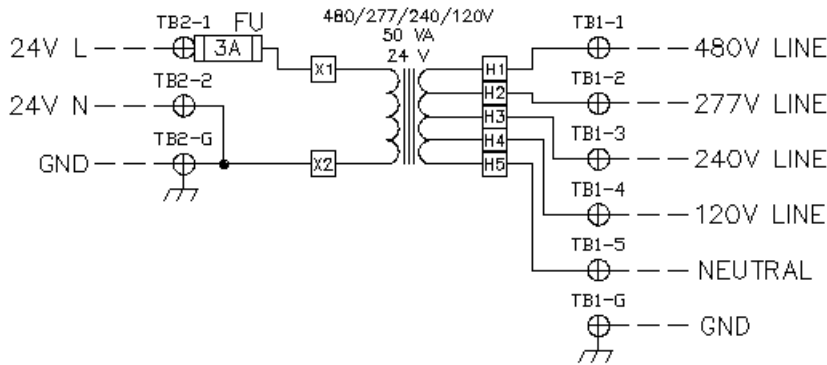 480/277/240/120V
50 VA
24 V
TB2-1
FU
24V L
3A
X1
TB2-2
24V N
TB2-G
GND
X2
H1
H2
H3
H4
H5
TB1-1
480V LINE
TB1-2
277V LINE
TB1-3
240V LINE
TB1-4
120V LINE
TB1-5
NEUTRAL
TB1-G
GND